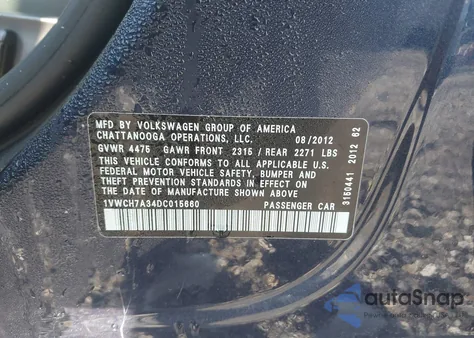 MFD BY VOLKSWAGEN GROUP OF AMERICA
CHATTANOOGA OPERATIONS, LLC. 08/2012
GVWR 4476 GAWR FRONT 2316/ REAR 2271 LBS
THIS VEHICLE CONFORMS TO ALL APPLICABLE U.S.
FEDERAL MOTOR VEHICLE SAFETY, BUMPER, AND
THEFT PREVENTION STANDARDS IN EFFECT ON
THE DATE OF MANUFACTURE SHOWN ABOVE
1VWCH7A34DC015660 PASSENGER CAR
3150441 2012 62
autoSnap